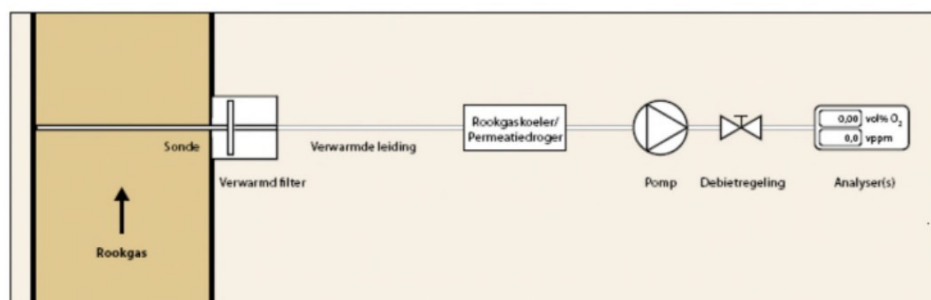 Sonde
Verwarmd filter
Verwarmde leiding
Rookgaskoeler/
Permeatiedroger
Pomp
Debietregeling
0,00 vol% O₂
0,0 vppm
Analyser(s)
Rookgas